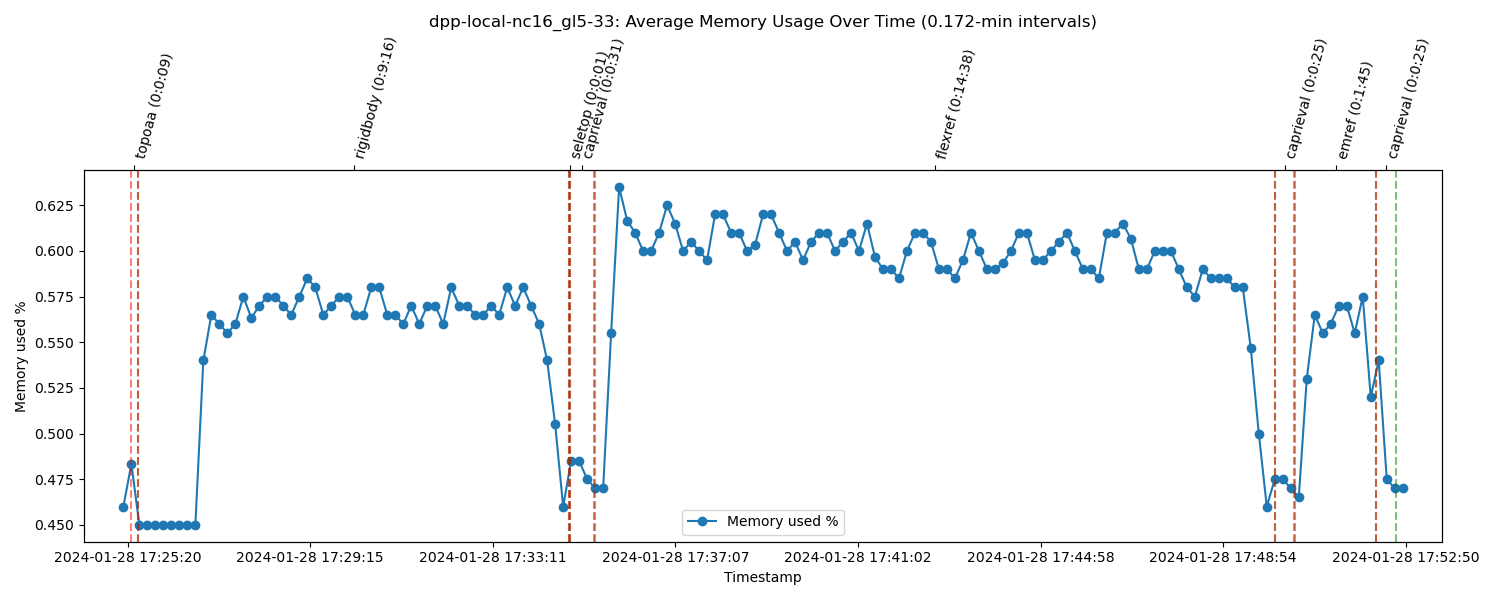 dpp-local-nc16_gl5-33: Average Memory Usage Over Time (0.172-min intervals)
topoaa (0:0:09)
rigidbody (0:9:16)
seletop (0:0:01)
caprieval (0:0:31)
flexref (0:14:38)
caprieval (0:0:25)
emref (0:1:45)
caprieval (0:0:25)
Memory used %
0.625
0.600
0.575
0.550
0.525
0.500
0.475
0.450
Memory used %
2024-01-28 17:25:20
2024-01-28 17:29:15
2024-01-28 17:33:11
2024-01-28 17:37:07
2024-01-28 17:41:02
2024-01-28 17:44:58
2024-01-28 17:48:54
2024-01-28 17:52:50
Timestamp